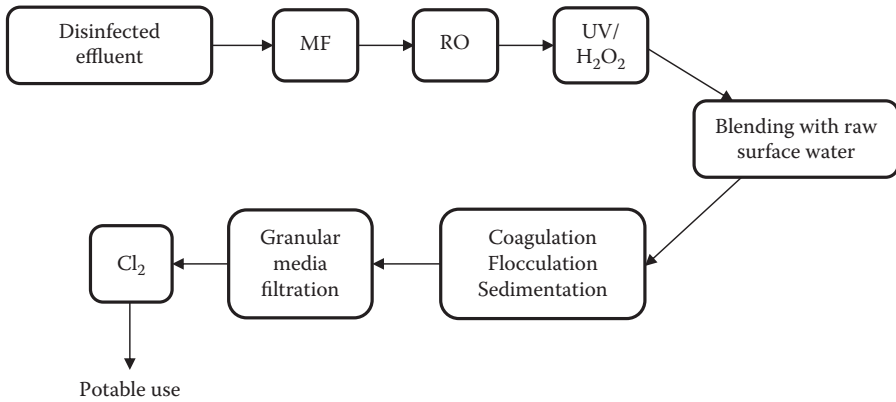 Disinfected
effluent
MF
RO
UV/
H₂O₂
Blending with raw
surface water
Coagulation
Flocculation
Sedimentation
Granular
media
filtration
Cl₂
Potable use